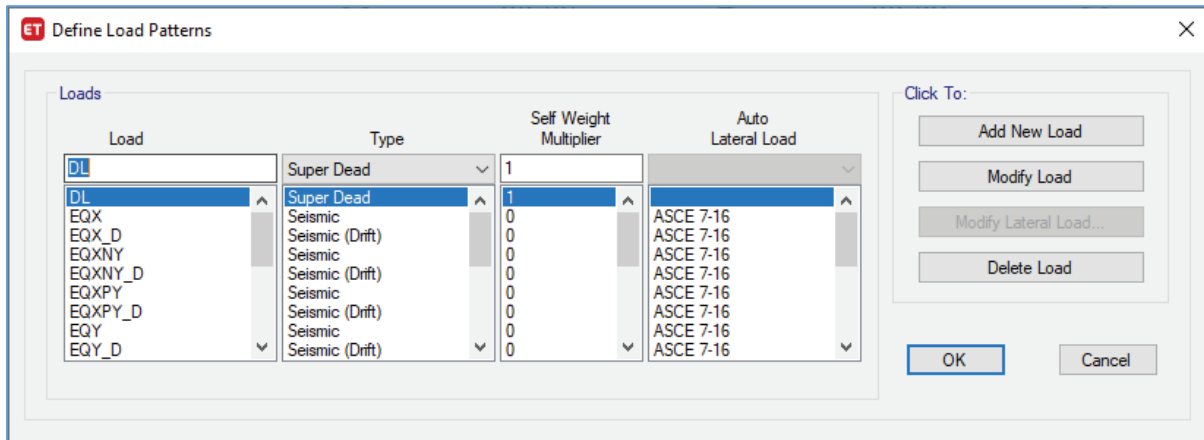 ET Define Load Patterns
Loads
Click To:
Load Type Self Weight Multiplier Auto Lateral Load
DL Super Dead 1
DL Super Dead 1
EQX Seismic 0 ASCE 7-16
EQX_D Seismic (Drift) 0 ASCE 7-16
EQXNY Seismic 0 ASCE 7-16
EQXNY_D Seismic (Drift) 0 ASCE 7-16
EQXPY Seismic 0 ASCE 7-16
EQXPY_D Seismic (Drift) 0 ASCE 7-16
EQY Seismic 0 ASCE 7-16
EQY_D Seismic (Drift) 0 ASCE 7-16
Add New Load
Modify Load
Modify Lateral Load...
Delete Load
OK
Cancel